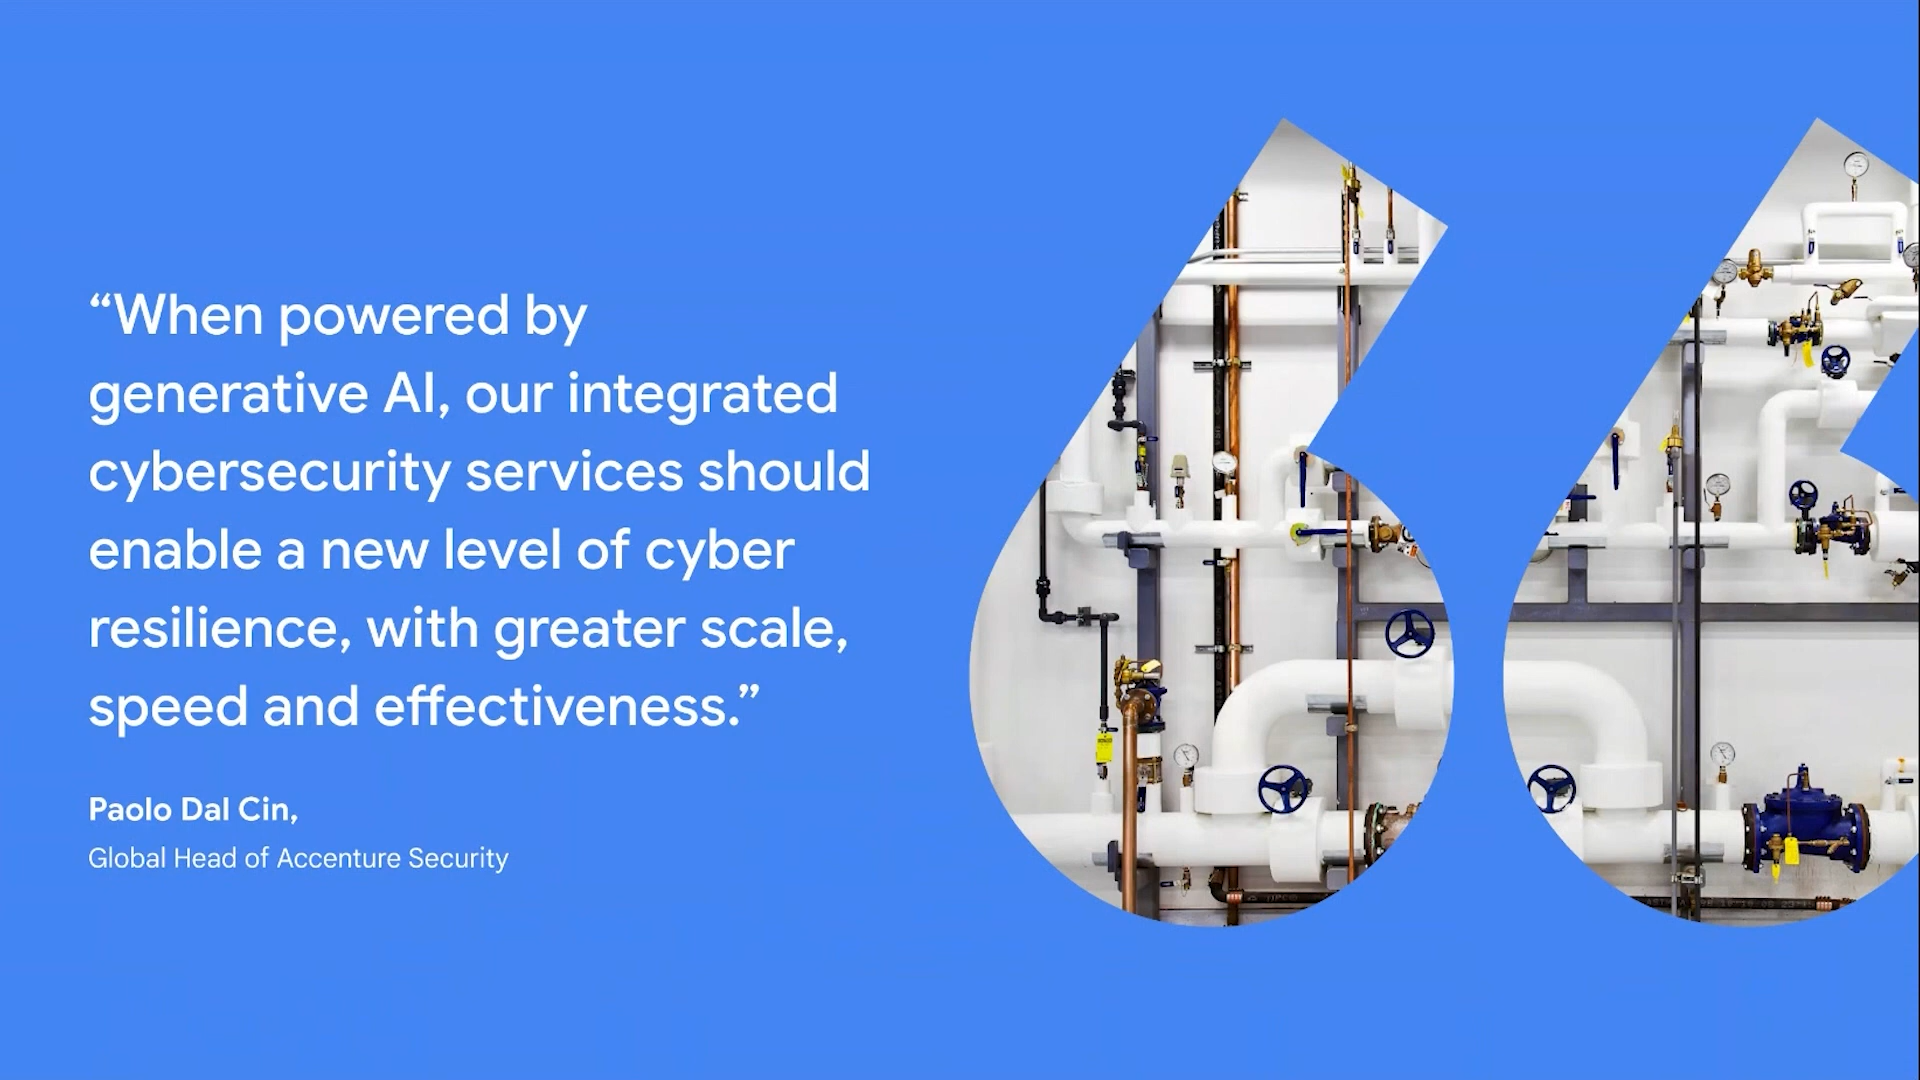 “When powered by
generative AI, our integrated
cybersecurity services should
enable a new level of cyber
resilience, with greater scale,
speed and effectiveness.”
Paolo Dal Cin,
Global Head of Accenture Security